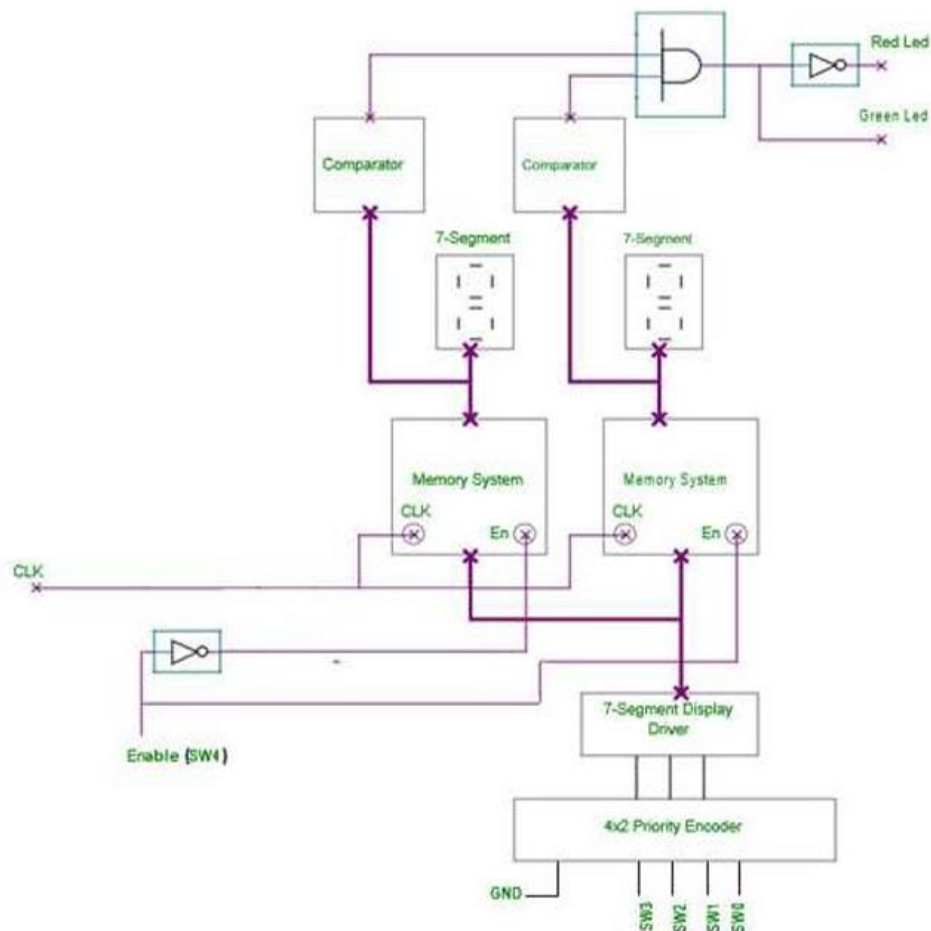 Red Led
Green Led
Comparator
Comparator
7-Segment
7-Segment
Memory System
Memory System
CLK
En
CLK
En
CLK
Enable (SW4)
7-Segment Display
Driver
4x2 Priority Encoder
GND
SW3
SW2
SW1
SW0